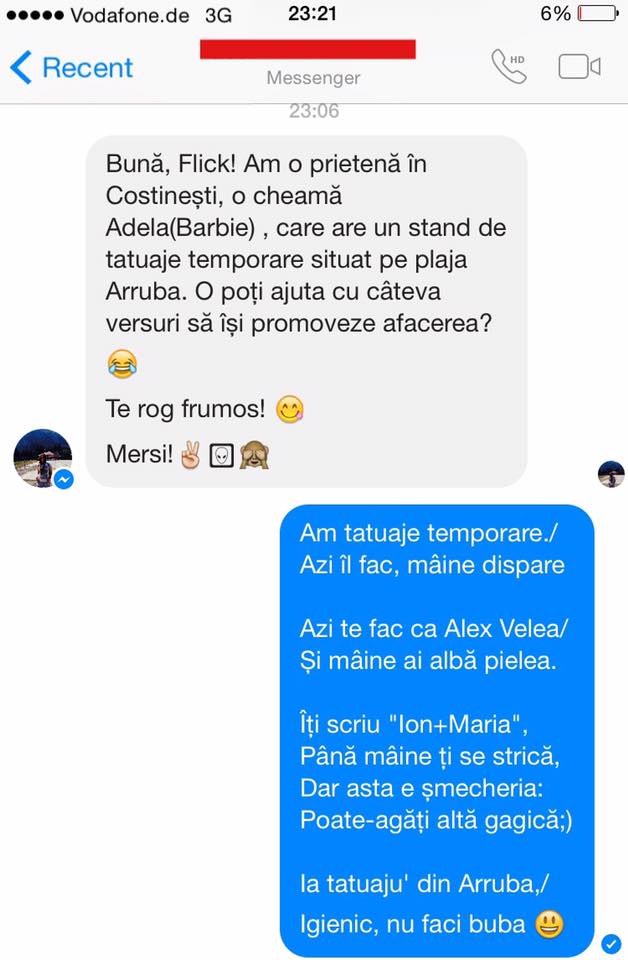 Vodafone.de 3G 23:21 6%
Recent
HD
Messenger
23:06
Bună, Flick! Am o prietenă în
Costinești, o cheamă
Adela(Barbie) , care are un stand de
tatuaje temporare situat pe plaja
Arruba. O poți ajuta cu câteva
versuri să își promoveze afacerea?
😂
Te rog frumos! 😋
Mersi! ✌️👽🙈
Am tatuaje temporare./
Azi îl fac, mâine dispare
Azi te fac ca Alex Velea/
Și mâine ai albă pielea.
Îți scriu "Ion+Maria",
Până mâine ți se strică,
Dar asta e șmecheria:
Poate-agăți altă gagică;)
Ia tatuaju' din Arruba,/
Igienic, nu faci buba 😃